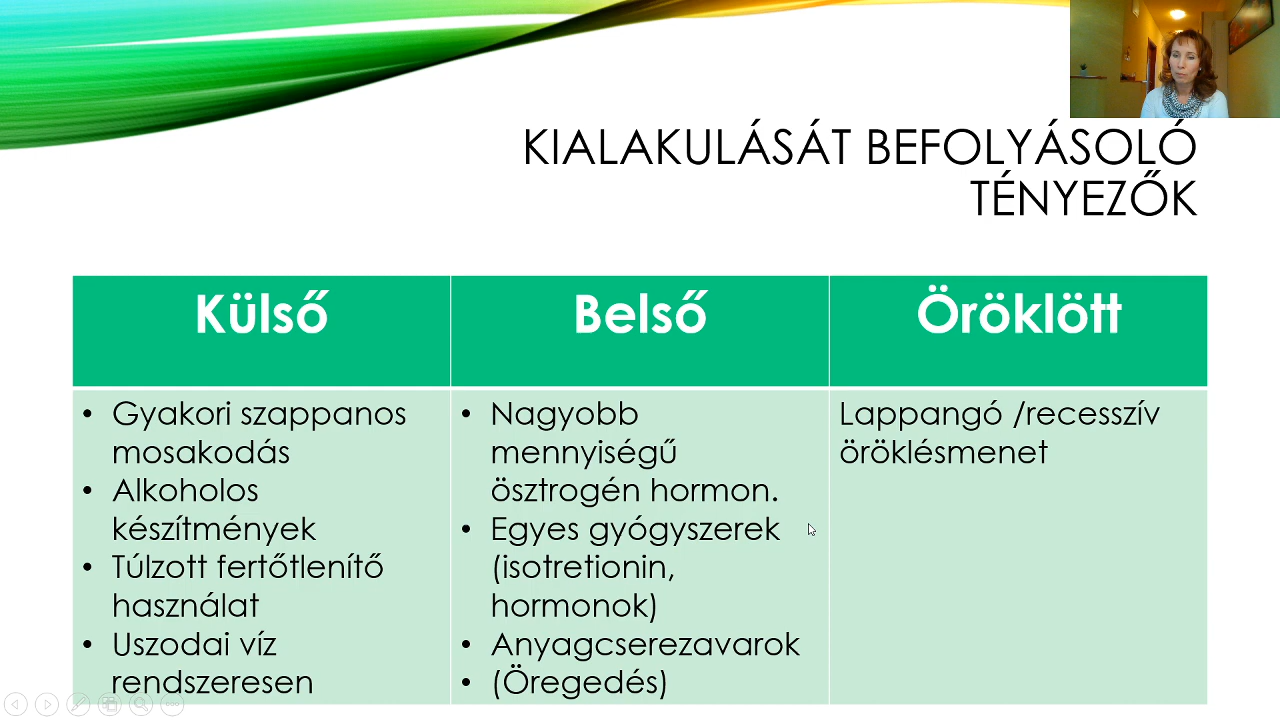 KIALAKULÁSÁT BEFOLYÁSOLÓ
TÉNYEZŐK
Külső
Belső
Öröklött
• Gyakori szappanos
mosakodás
• Alkoholos
készítmények
• Túlzott fertőtlenítő
használat
• Uszodai víz
rendszeresen
• Nagyobb
mennyiségű
ösztrogén hormon.
• Egyes gyógyszerek
(isotretionin,
hormonok)
• Anyagcserezavarok
• (Öregedés)
Lappangó /recesszív
öröklésmenet